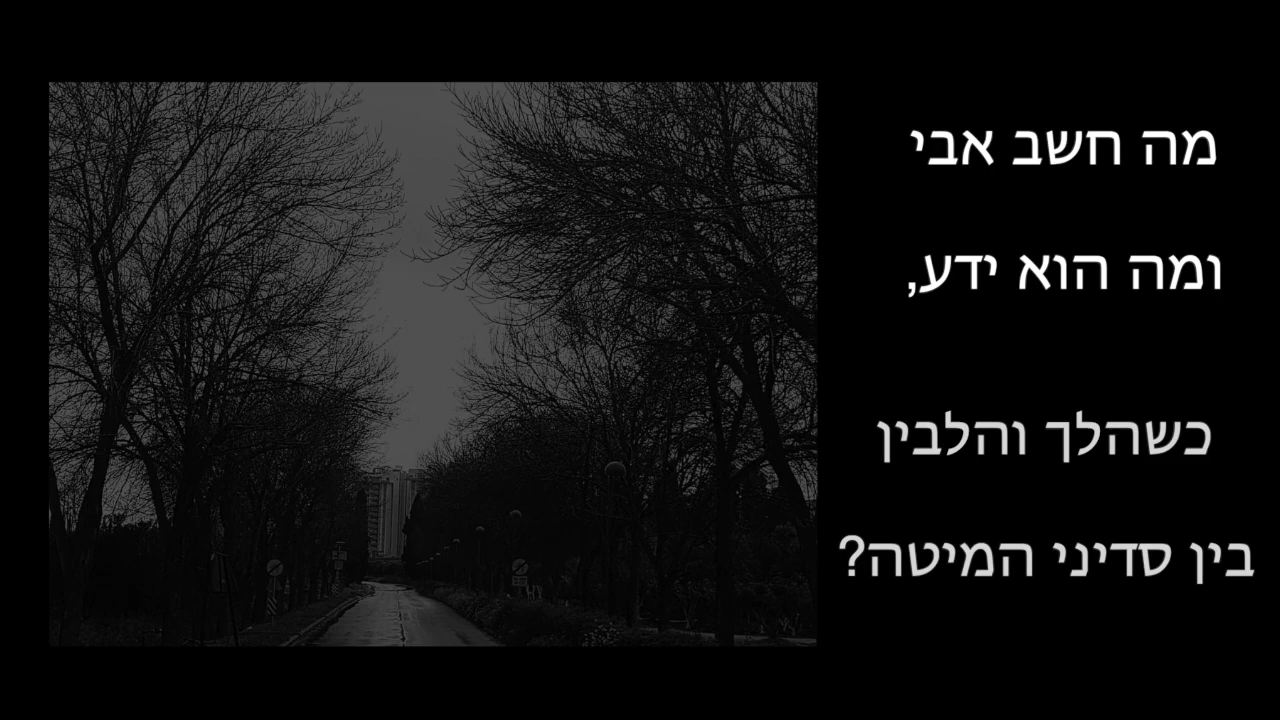 מה חשב אבי
ומה הוא ידע,
כשהלך והלבין
בין סדיני המיטה?